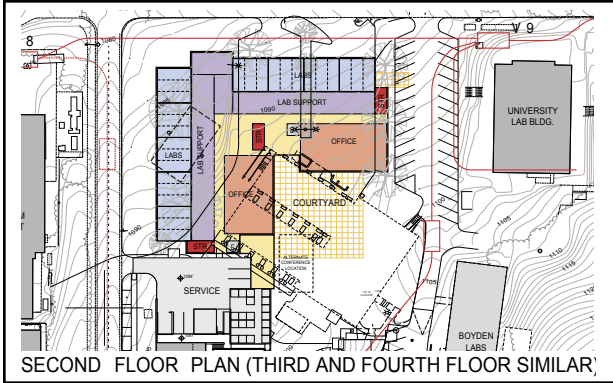 8
1085
V 9
LABS
LAB SUPPORT
1090
STR
STR
OFFICE
UNIVERSITY
LAB BLDG.
LABS
LAB SUPPORT
OFFICE
COURTYARD
1090
1105
1110
1115
STR
ALTERNATE
CONFERENCE
LOCATION
SERVICE
1105
BOYDEN
LABS
SECOND FLOOR PLAN (THIRD AND FOURTH FLOOR SIMILAR)